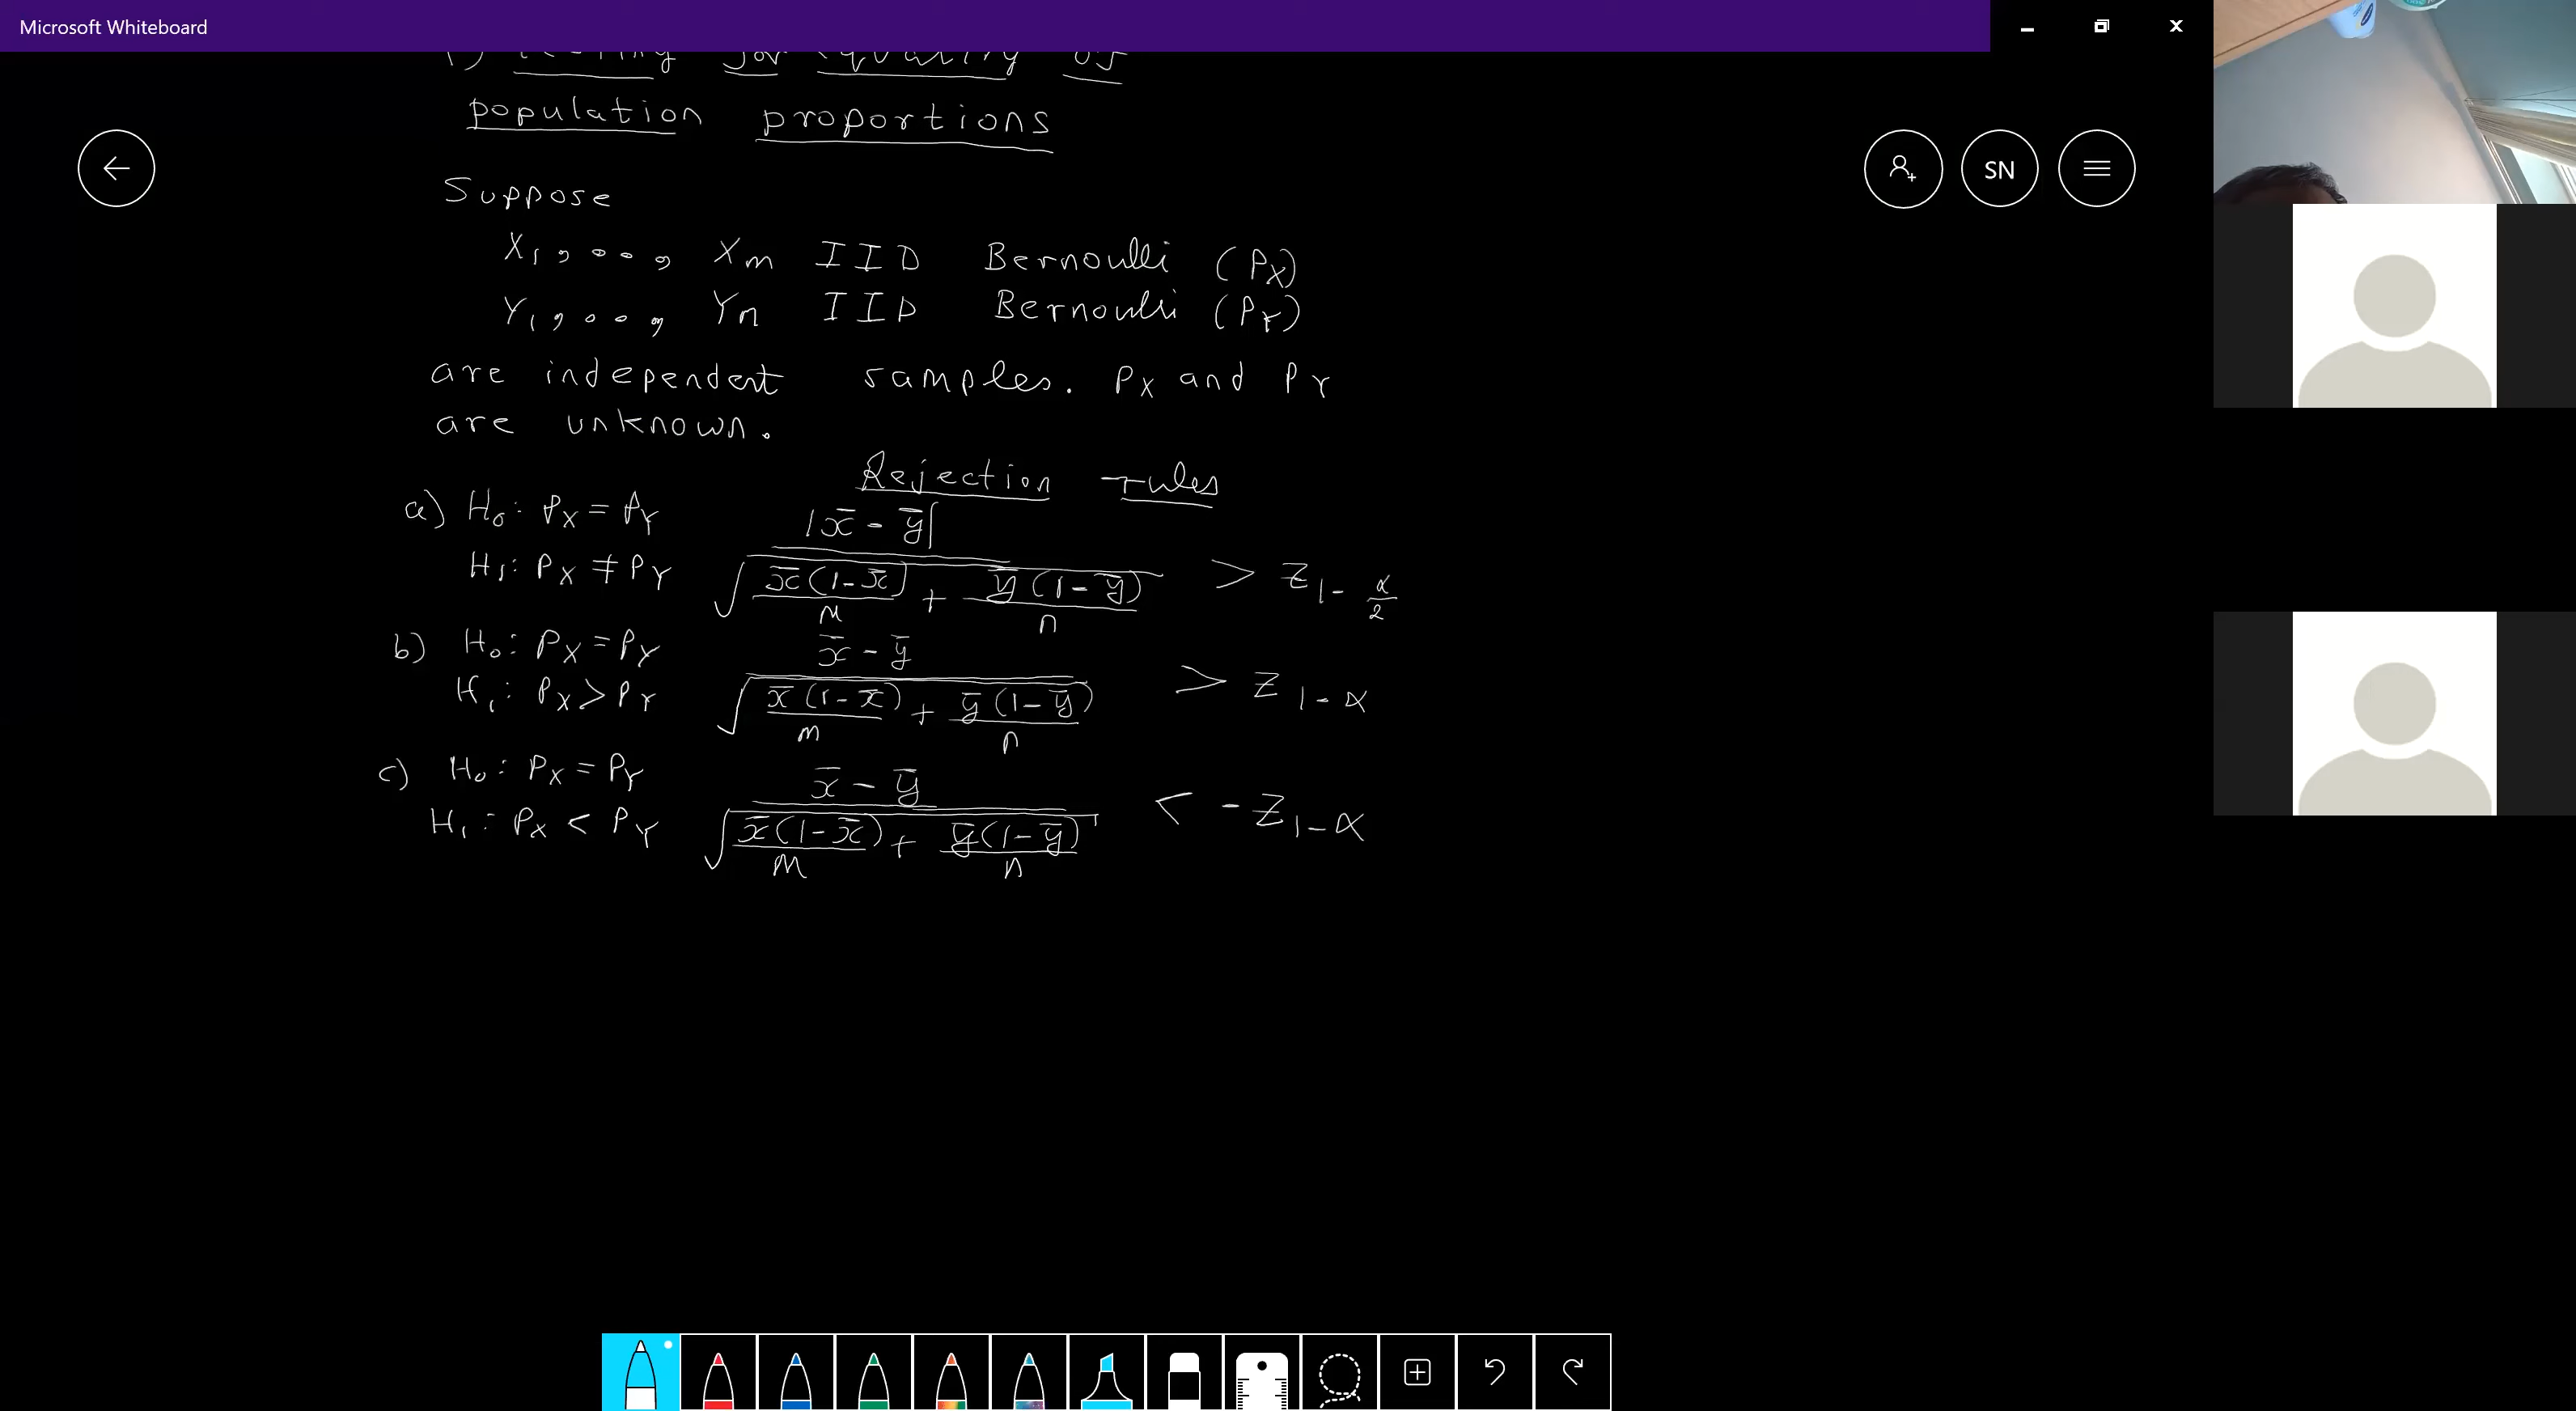 Microsoft Whiteboard
population proportions
SN
Suppose
X₁, ..., Xₘ IID Bernoulli (p_X)
Y₁, ..., Yₙ IID Bernoulli (p_Y)
are independent samples. p_X and p_Y
are unknown.
Rejection rules
a) H₀: p_X = p_Y
H₁: p_X ≠ p_Y |x̄ - ȳ| / √( x̄(1-x̄)/m + ȳ(1-ȳ)/n ) > z_{1-α/2}
b) H₀: p_X = p_Y
H₁: p_X > p_Y (x̄ - ȳ) / √( x̄(1-x̄)/m + ȳ(1-ȳ)/n ) > z_{1-α}
c) H₀: p_X = p_Y
H₁: p_X < p_Y (x̄ - ȳ) / √( x̄(1-x̄)/m + ȳ(1-ȳ)/n ) < -z_{1-α}